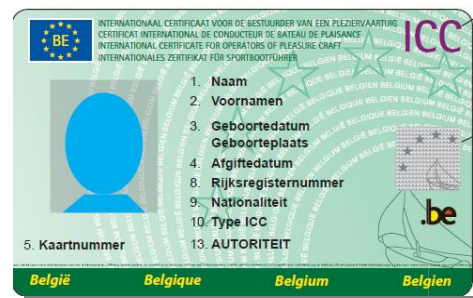 BE
INTERNATIONAAL CERTIFICAAT VOOR DE BESTUURDER VAN EEN PLEZIERVAARTUIG
CERTIFICAT INTERNATIONAL DE CONDUCTEUR DE BATEAU DE PLAISANCE
INTERNATIONAL CERTIFICATE FOR OPERATORS OF PLEASURE CRAFT
INTERNATIONALES ZERTIFIKAT FÜR SPORTBOOTFÜHRER
ICC
1. Naam
2. Voornamen
3. Geboortedatum
Geboorteplaats
4. Afgiftedatum
8. Rijksregisternummer
9. Nationaliteit
10. Type ICC
5. Kaartnummer
13. AUTORITEIT
.be
België Belgique Belgium Belgien